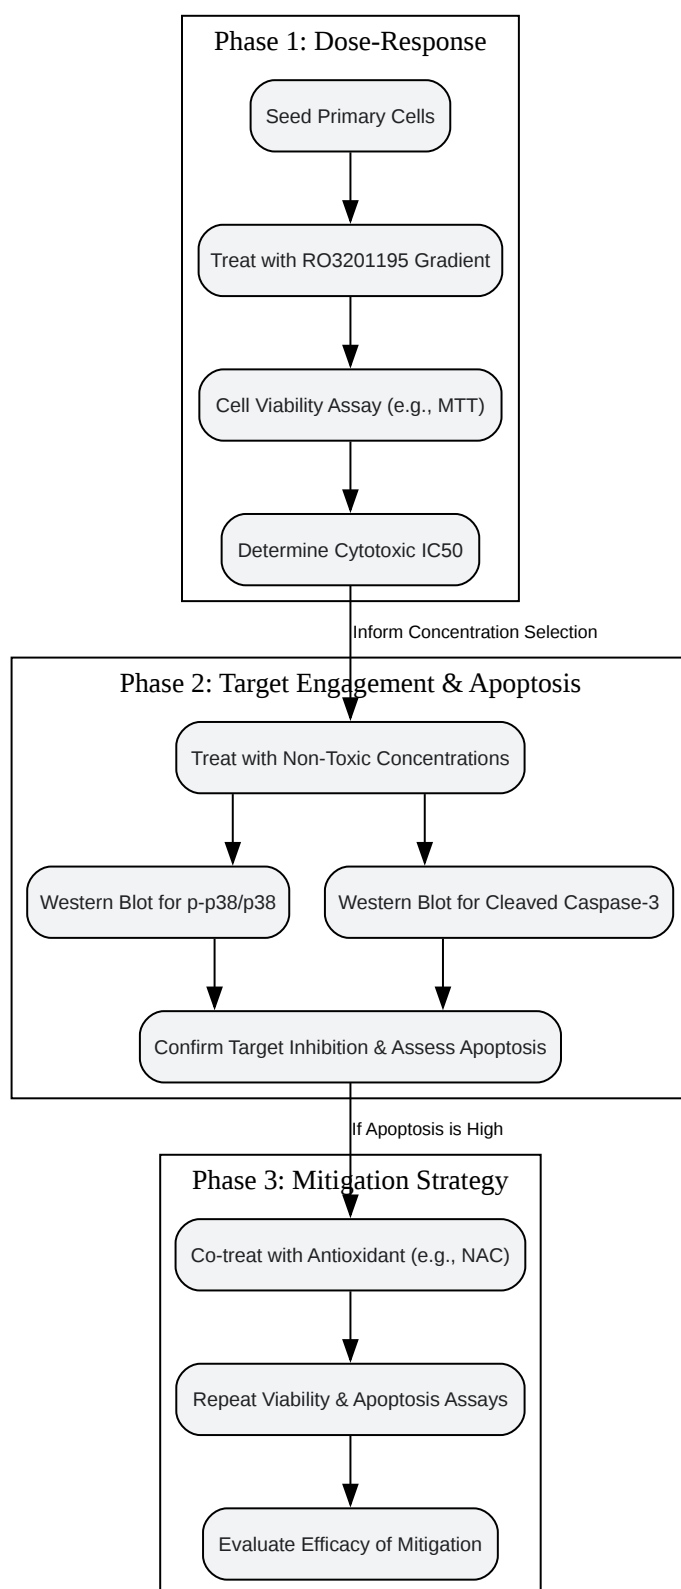 Phase 1: Dose-Response
Seed Primary Cells
Treat with RO3201195 Gradient
Cell Viability Assay (e.g., MTT)
Determine Cytotoxic IC50
Inform Concentration Selection
Phase 2: Target Engagement & Apoptosis
Treat with Non-Toxic Concentrations
Western Blot for p-p38/p38
Western Blot for Cleaved Caspase-3
Confirm Target Inhibition & Assess Apoptosis
If Apoptosis is High
Phase 3: Mitigation Strategy
Co-treat with Antioxidant (e.g., NAC)
Repeat Viability & Apoptosis Assays
Evaluate Efficacy of Mitigation